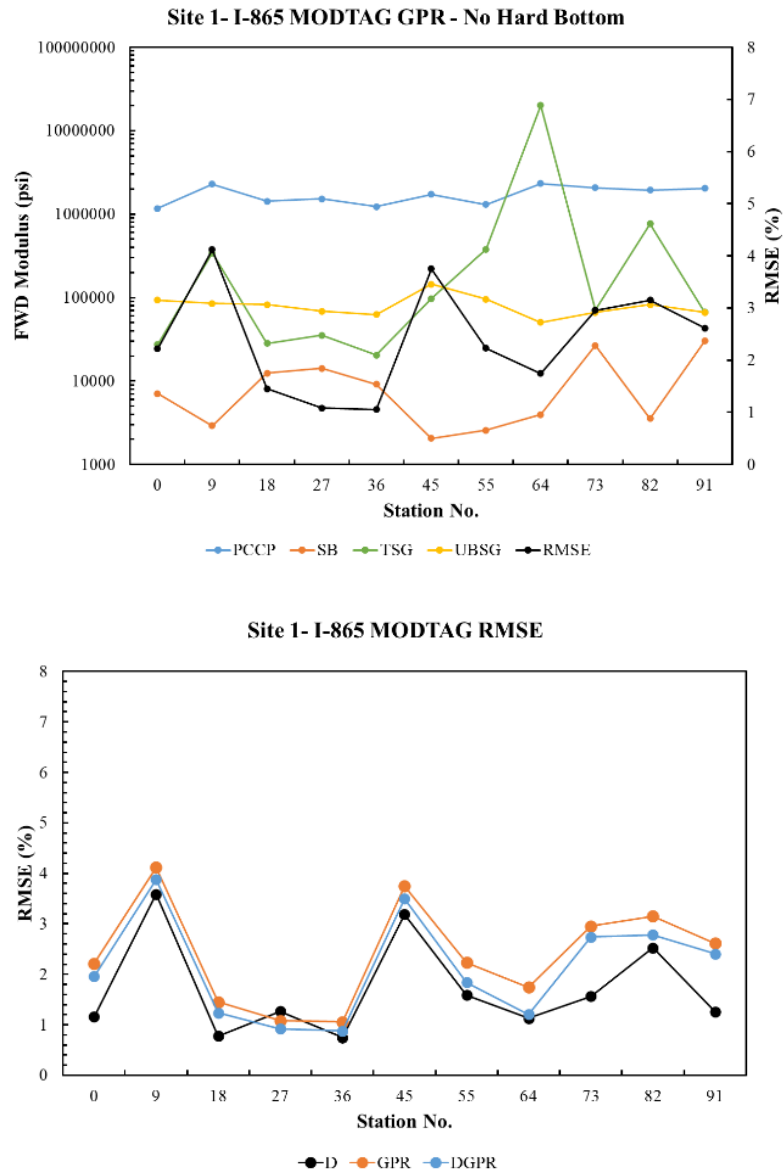 Site 1- I-865 MODTAG GPR - No Hard Bottom
100000000 8
7
10000000
6
1000000 5
FWD Modulus (psi) 4 RMSE (%)
100000 3
2
10000
1
1000 0
0 9 18 27 36 45 55 64 73 82 91
Station No.
PCCP SB TSG UBSG RMSE
Site 1- I-865 MODTAG RMSE
8
7
6
5
RMSE (%)
4
3
2
1
0
0 9 18 27 36 45 55 64 73 82 91
Station No.
D GPR DGPR